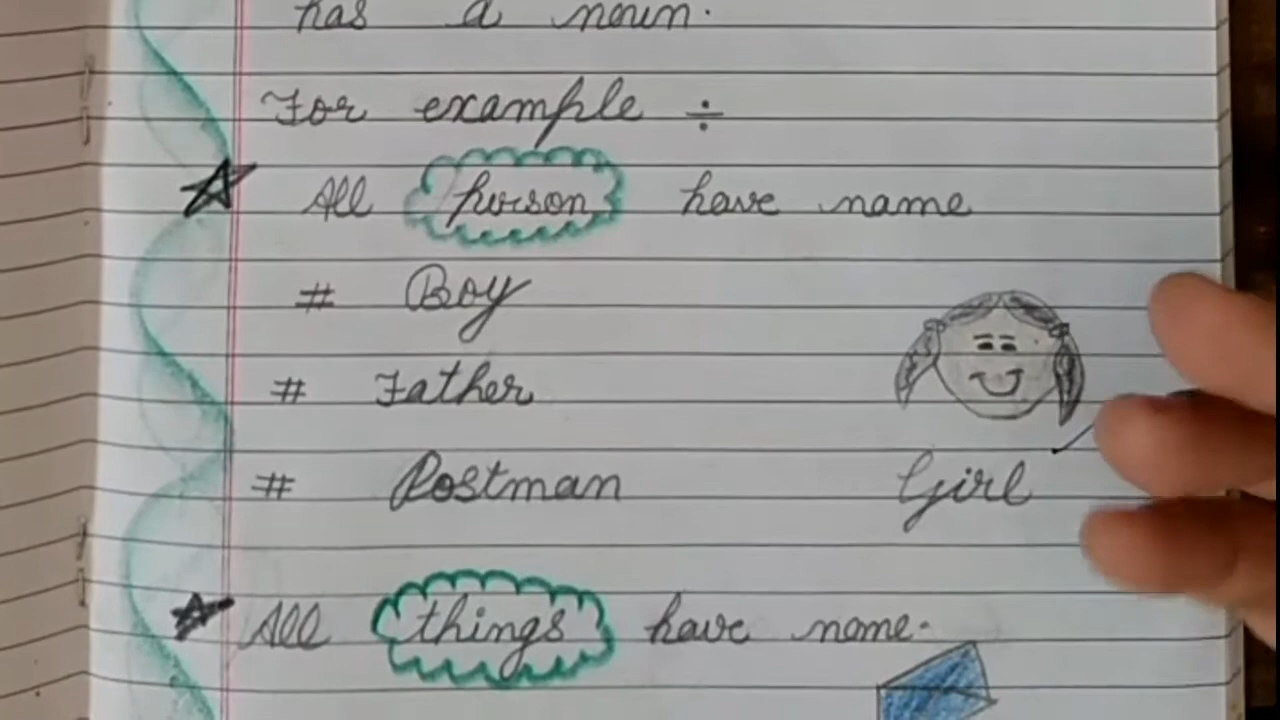 has a noun.
For example ÷
All person have name
# Boy
# Father
# Postman
Girl
All things have name.